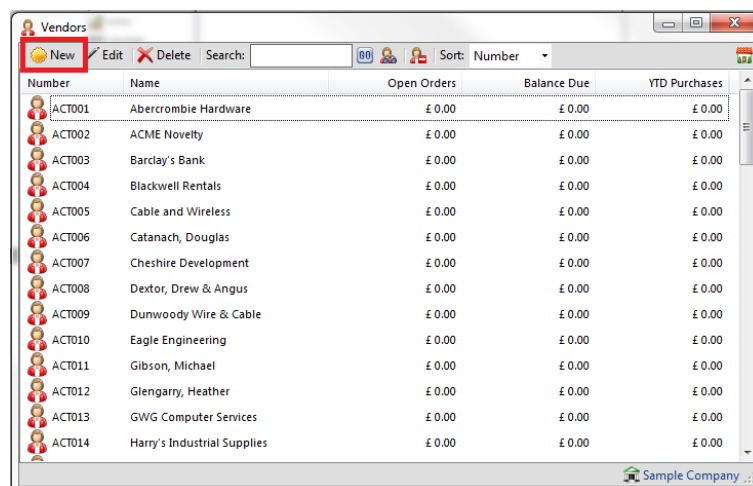 Vendors
New Edit Delete Search: GO Sort: Number
Number Name Open Orders Balance Due YTD Purchases
ACT001 Abercrombie Hardware £ 0.00 £ 0.00 £ 0.00
ACT002 ACME Novelty £ 0.00 £ 0.00 £ 0.00
ACT003 Barclay's Bank £ 0.00 £ 0.00 £ 0.00
ACT004 Blackwell Rentals £ 0.00 £ 0.00 £ 0.00
ACT005 Cable and Wireless £ 0.00 £ 0.00 £ 0.00
ACT006 Catanach, Douglas £ 0.00 £ 0.00 £ 0.00
ACT007 Cheshire Development £ 0.00 £ 0.00 £ 0.00
ACT008 Dextor, Drew & Angus £ 0.00 £ 0.00 £ 0.00
ACT009 Dunwoody Wire & Cable £ 0.00 £ 0.00 £ 0.00
ACT010 Eagle Engineering £ 0.00 £ 0.00 £ 0.00
ACT011 Gibson, Michael £ 0.00 £ 0.00 £ 0.00
ACT012 Glengarry, Heather £ 0.00 £ 0.00 £ 0.00
ACT013 GWG Computer Services £ 0.00 £ 0.00 £ 0.00
ACT014 Harry's Industrial Supplies £ 0.00 £ 0.00 £ 0.00
Sample Company